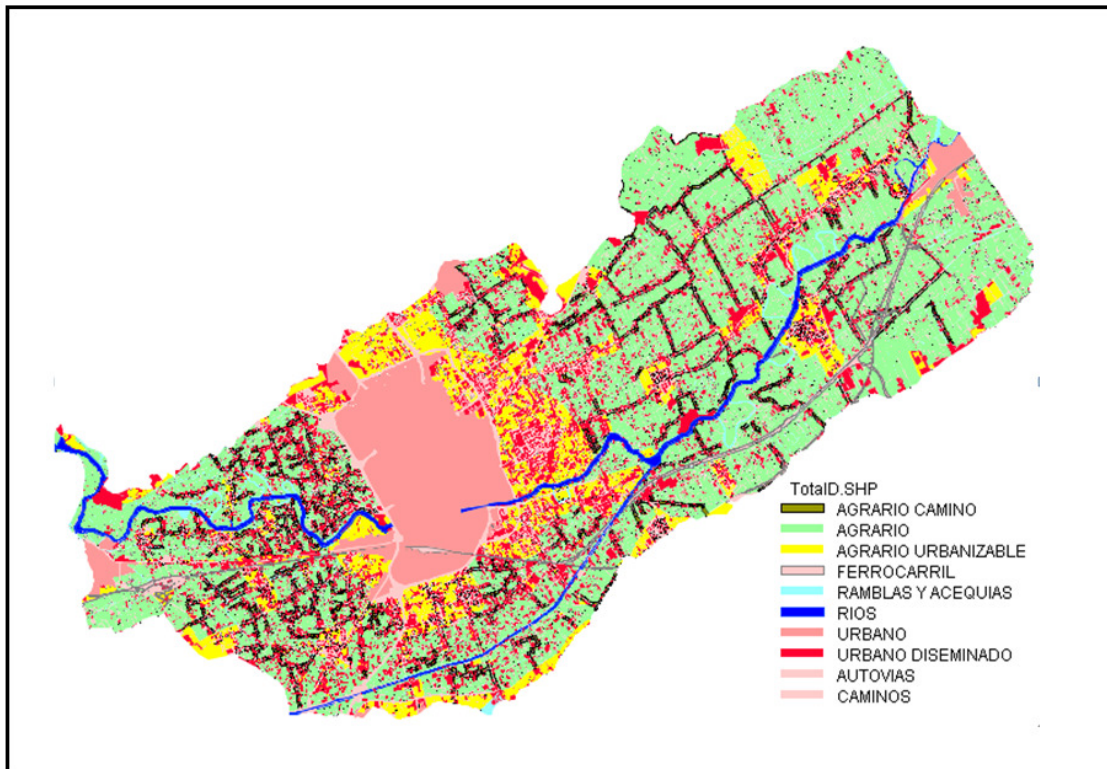 TotalD.SHP
AGRARIO CAMINO
AGRARIO
AGRARIO URBANIZABLE
FERROCARRIL
RAMBLAS Y ACEQUIAS
RIOS
URBANO
URBANO DISEMINADO
AUTOVIAS
CAMINOS